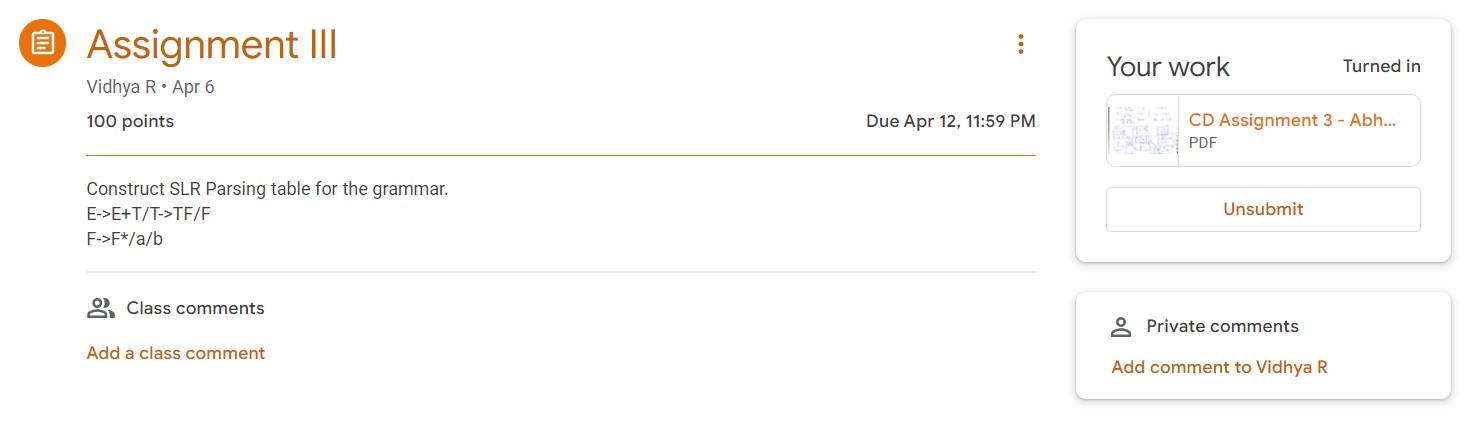 Assignment III
Vidhya R • Apr 6
100 points
Due Apr 12, 11:59 PM
Construct SLR Parsing table for the grammar.
E->E+T/T->TF/F
F->F*/a/b
Class comments
Add a class comment
Your work
Turned in
CD Assignment 3 - Abh...
PDF
Unsubmit
Private comments
Add comment to Vidhya R